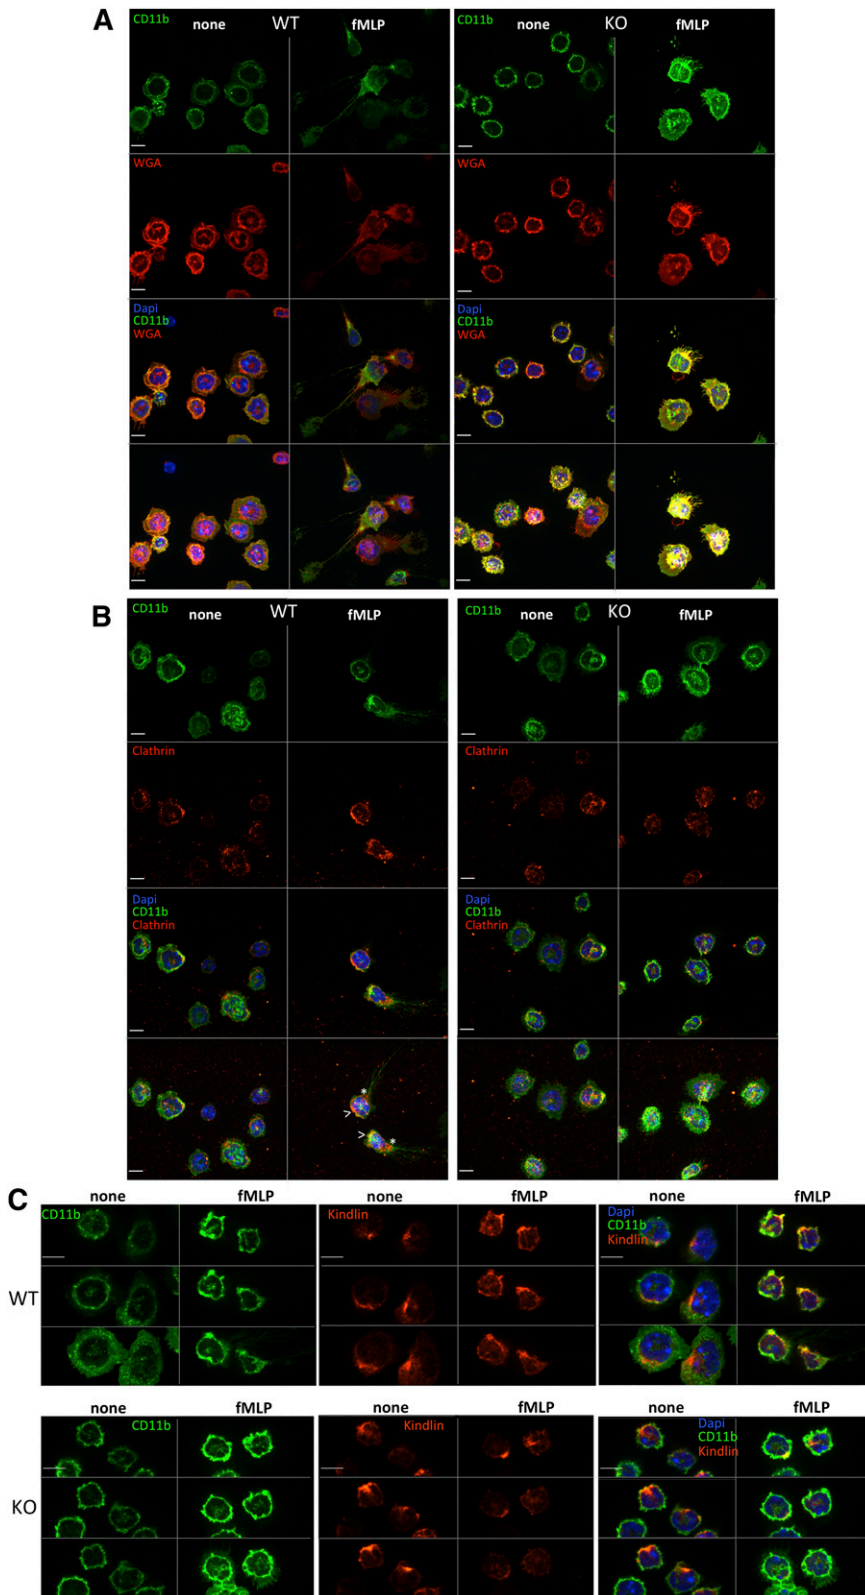 A
CD11b none WT fMLP CD11b none KO fMLP
WGA WGA
Dapi Dapi
CD11b CD11b
WGA WGA
B
CD11b none WT fMLP CD11b none KO fMLP
Clathrin Clathrin
Dapi Dapi
CD11b CD11b
Clathrin Clathrin
* >
> *
C
none fMLP none fMLP none fMLP
CD11b Kindlin Dapi
CD11b
Kindlin
WT
none fMLP none fMLP none fMLP
CD11b Kindlin Dapi
CD11b
Kindlin
KO